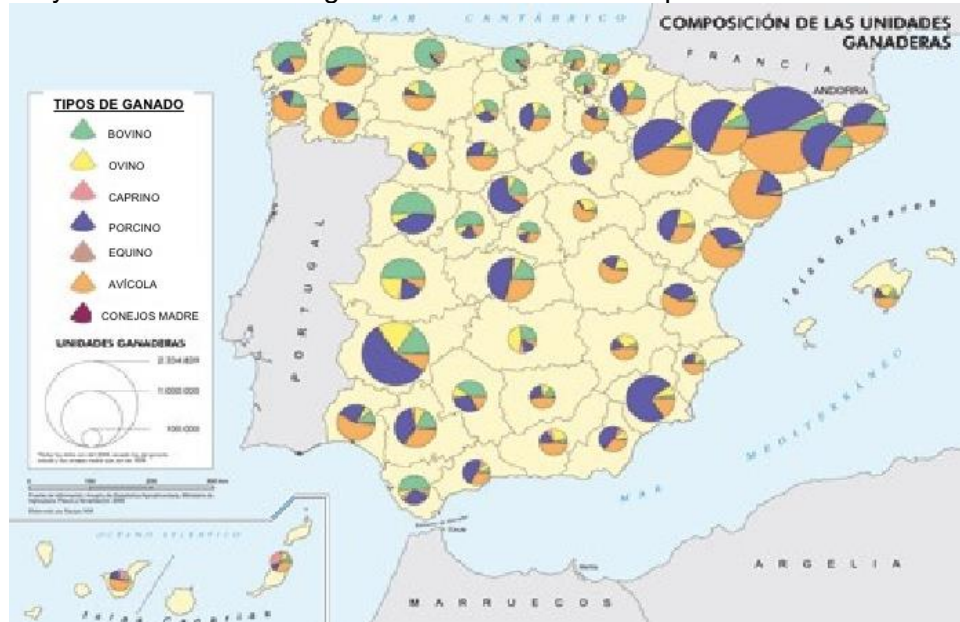 MAR CANTÁBRICO
COMPOSICIÓN DE LAS UNIDADES
GANADERAS
FRANCIA
ANDORRA
TIPOS DE GANADO
BOVINO
OVINO
CAPRINO
PORCINO
EQUINO
AVÍCOLA
CONEJOS MADRE
UNIDADES GANADERAS
1 000 000
100 000
PORTUGAL
Islas Baleares
MAR MEDITERRÁNEO
Ceuta
Melilla
OCÉANO ATLÁNTICO
Islas Canarias
MARRUECOS
ARGELIA